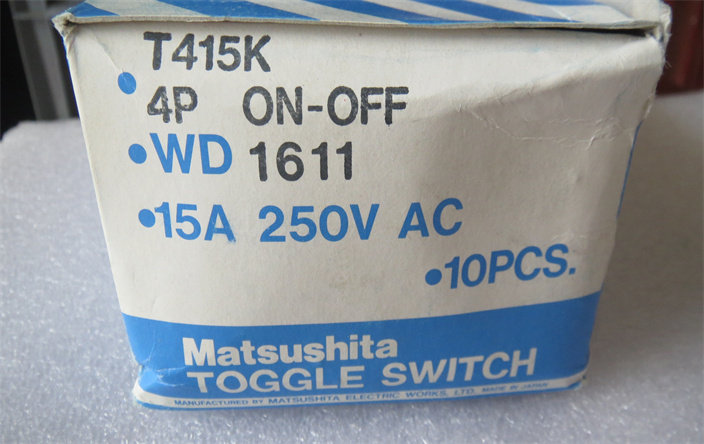 T415K
4P ON-OFF
•WD 1611
•15A 250V AC
•10PCS.
Matsushita
TOGGLE SWITCH
MANUFACTURED BY MATSUSHITA ELECTRIC WORKS, LTD. MADE IN JAPAN